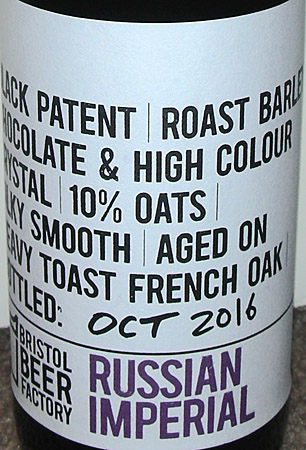 LACK PATENT | ROAST BARLE
HOCOLATE & HIGH COLOUR
RYSTAL | 10% OATS |
LKY SMOOTH | AGED ON
EAVY TOAST FRENCH OAK |
OTTLED: OCT 2016
BRISTOL
BEER
FACTORY
RUSSIAN
IMPERIAL